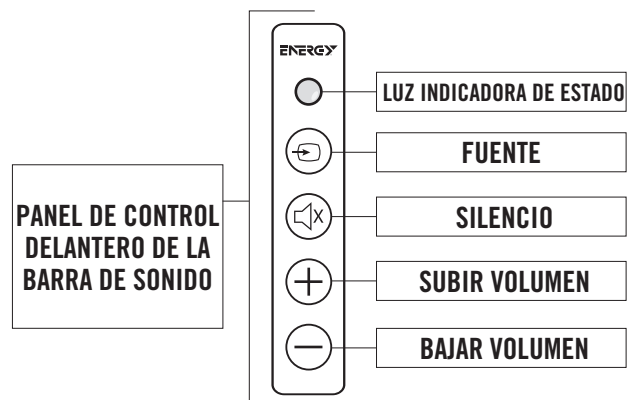 ENERGY
LUZ INDICADORA DE ESTADO
FUENTE
PANEL DE CONTROL
DELANTERO DE LA
BARRA DE SONIDO
SILENCIO
SUBIR VOLUMEN
BAJAR VOLUMEN